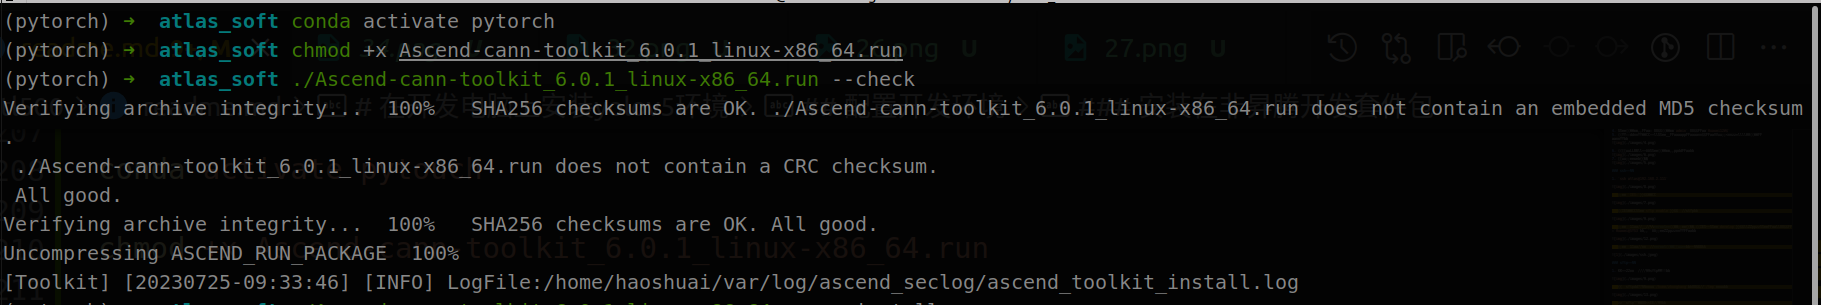 (pytorch) → atlas_soft conda activate pytorch
(pytorch) → atlas_soft chmod +x Ascend-cann-toolkit_6.0.1_linux-x86_64.run
(pytorch) → atlas_soft ./Ascend-cann-toolkit_6.0.1_linux-x86_64.run --check
Verifying archive integrity...  100%   SHA256 checksums are OK. ./Ascend-cann-toolkit_6.0.1_linux-x86_64.run does not contain an embedded MD5 checksum
.
 ./Ascend-cann-toolkit_6.0.1_linux-x86_64.run does not contain a CRC checksum.
 All good.
Verifying archive integrity...  100%   SHA256 checksums are OK. All good.
Uncompressing ASCEND_RUN_PACKAGE  100%
[Toolkit] [20230725-09:33:46] [INFO] LogFile:/home/haoshuai/var/log/ascend_seclog/ascend_toolkit_install.log